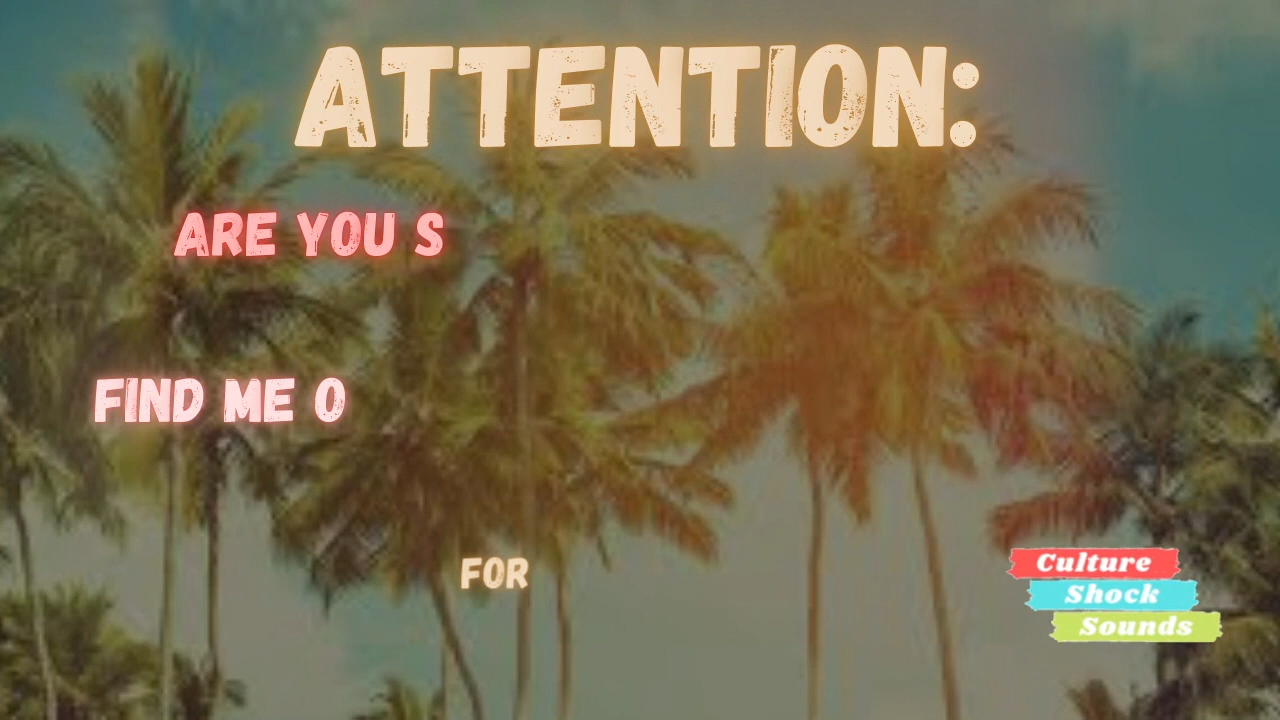 ATTENTION:
ARE YOU S
FIND ME O
FOR
Culture
Shock
Sounds